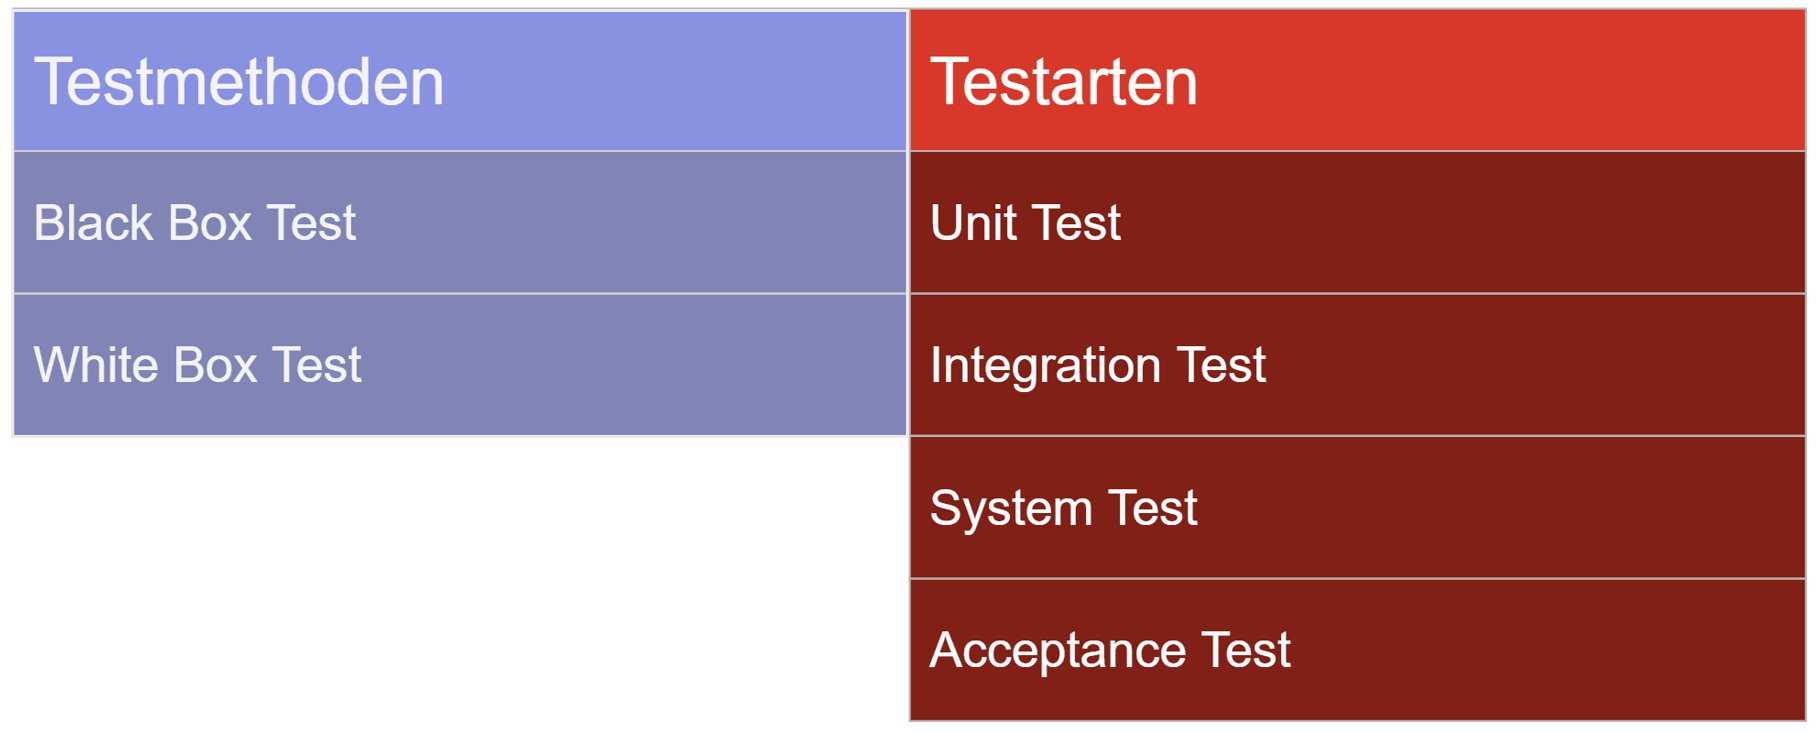 Testmethoden
Testarten
Black Box Test
Unit Test
White Box Test
Integration Test
System Test
Acceptance Test